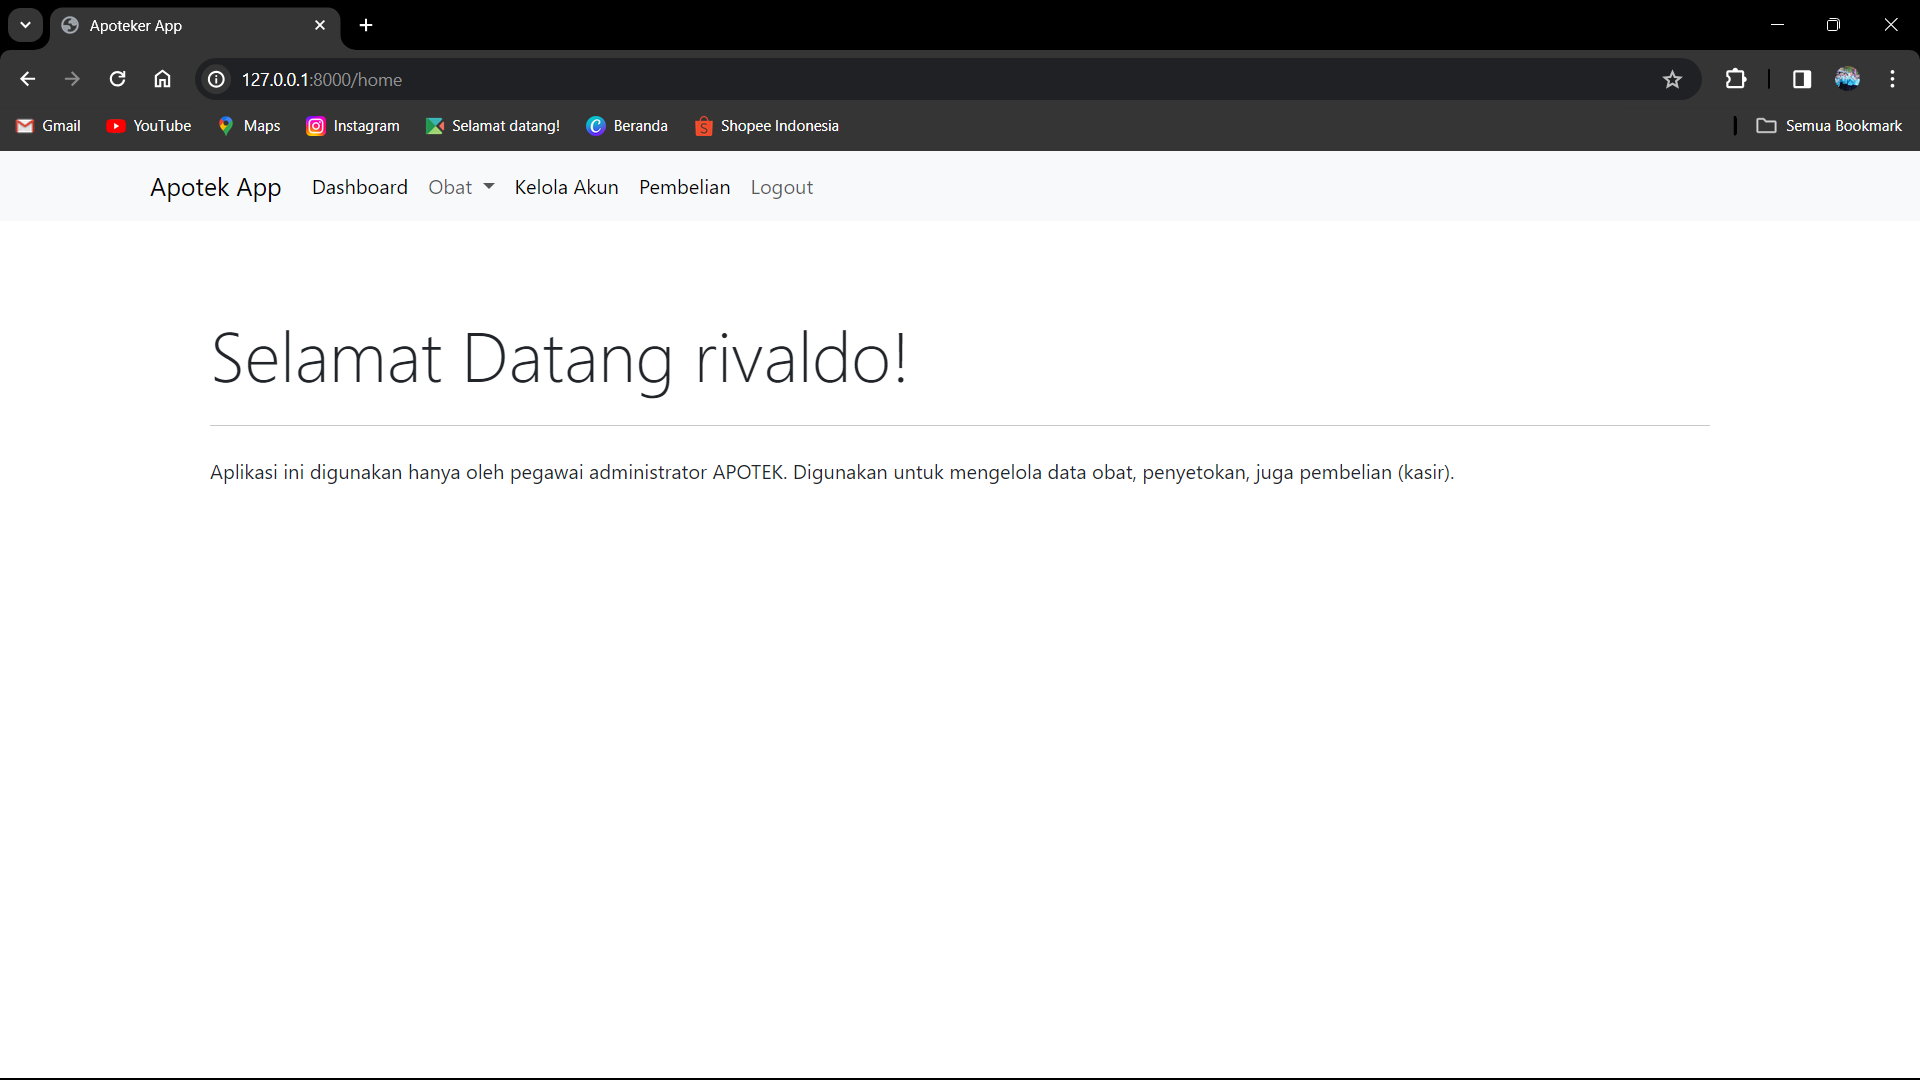 Apoteker App
127.0.0.1:8000/home
Gmail YouTube Maps Instagram Selamat datang! Beranda Shopee Indonesia Semua Bookmark
Apotek App Dashboard Obat Kelola Akun Pembelian Logout
Selamat Datang rivaldo!
Aplikasi ini digunakan hanya oleh pegawai administrator APOTEK. Digunakan untuk mengelola data obat, penyetokan, juga pembelian (kasir).